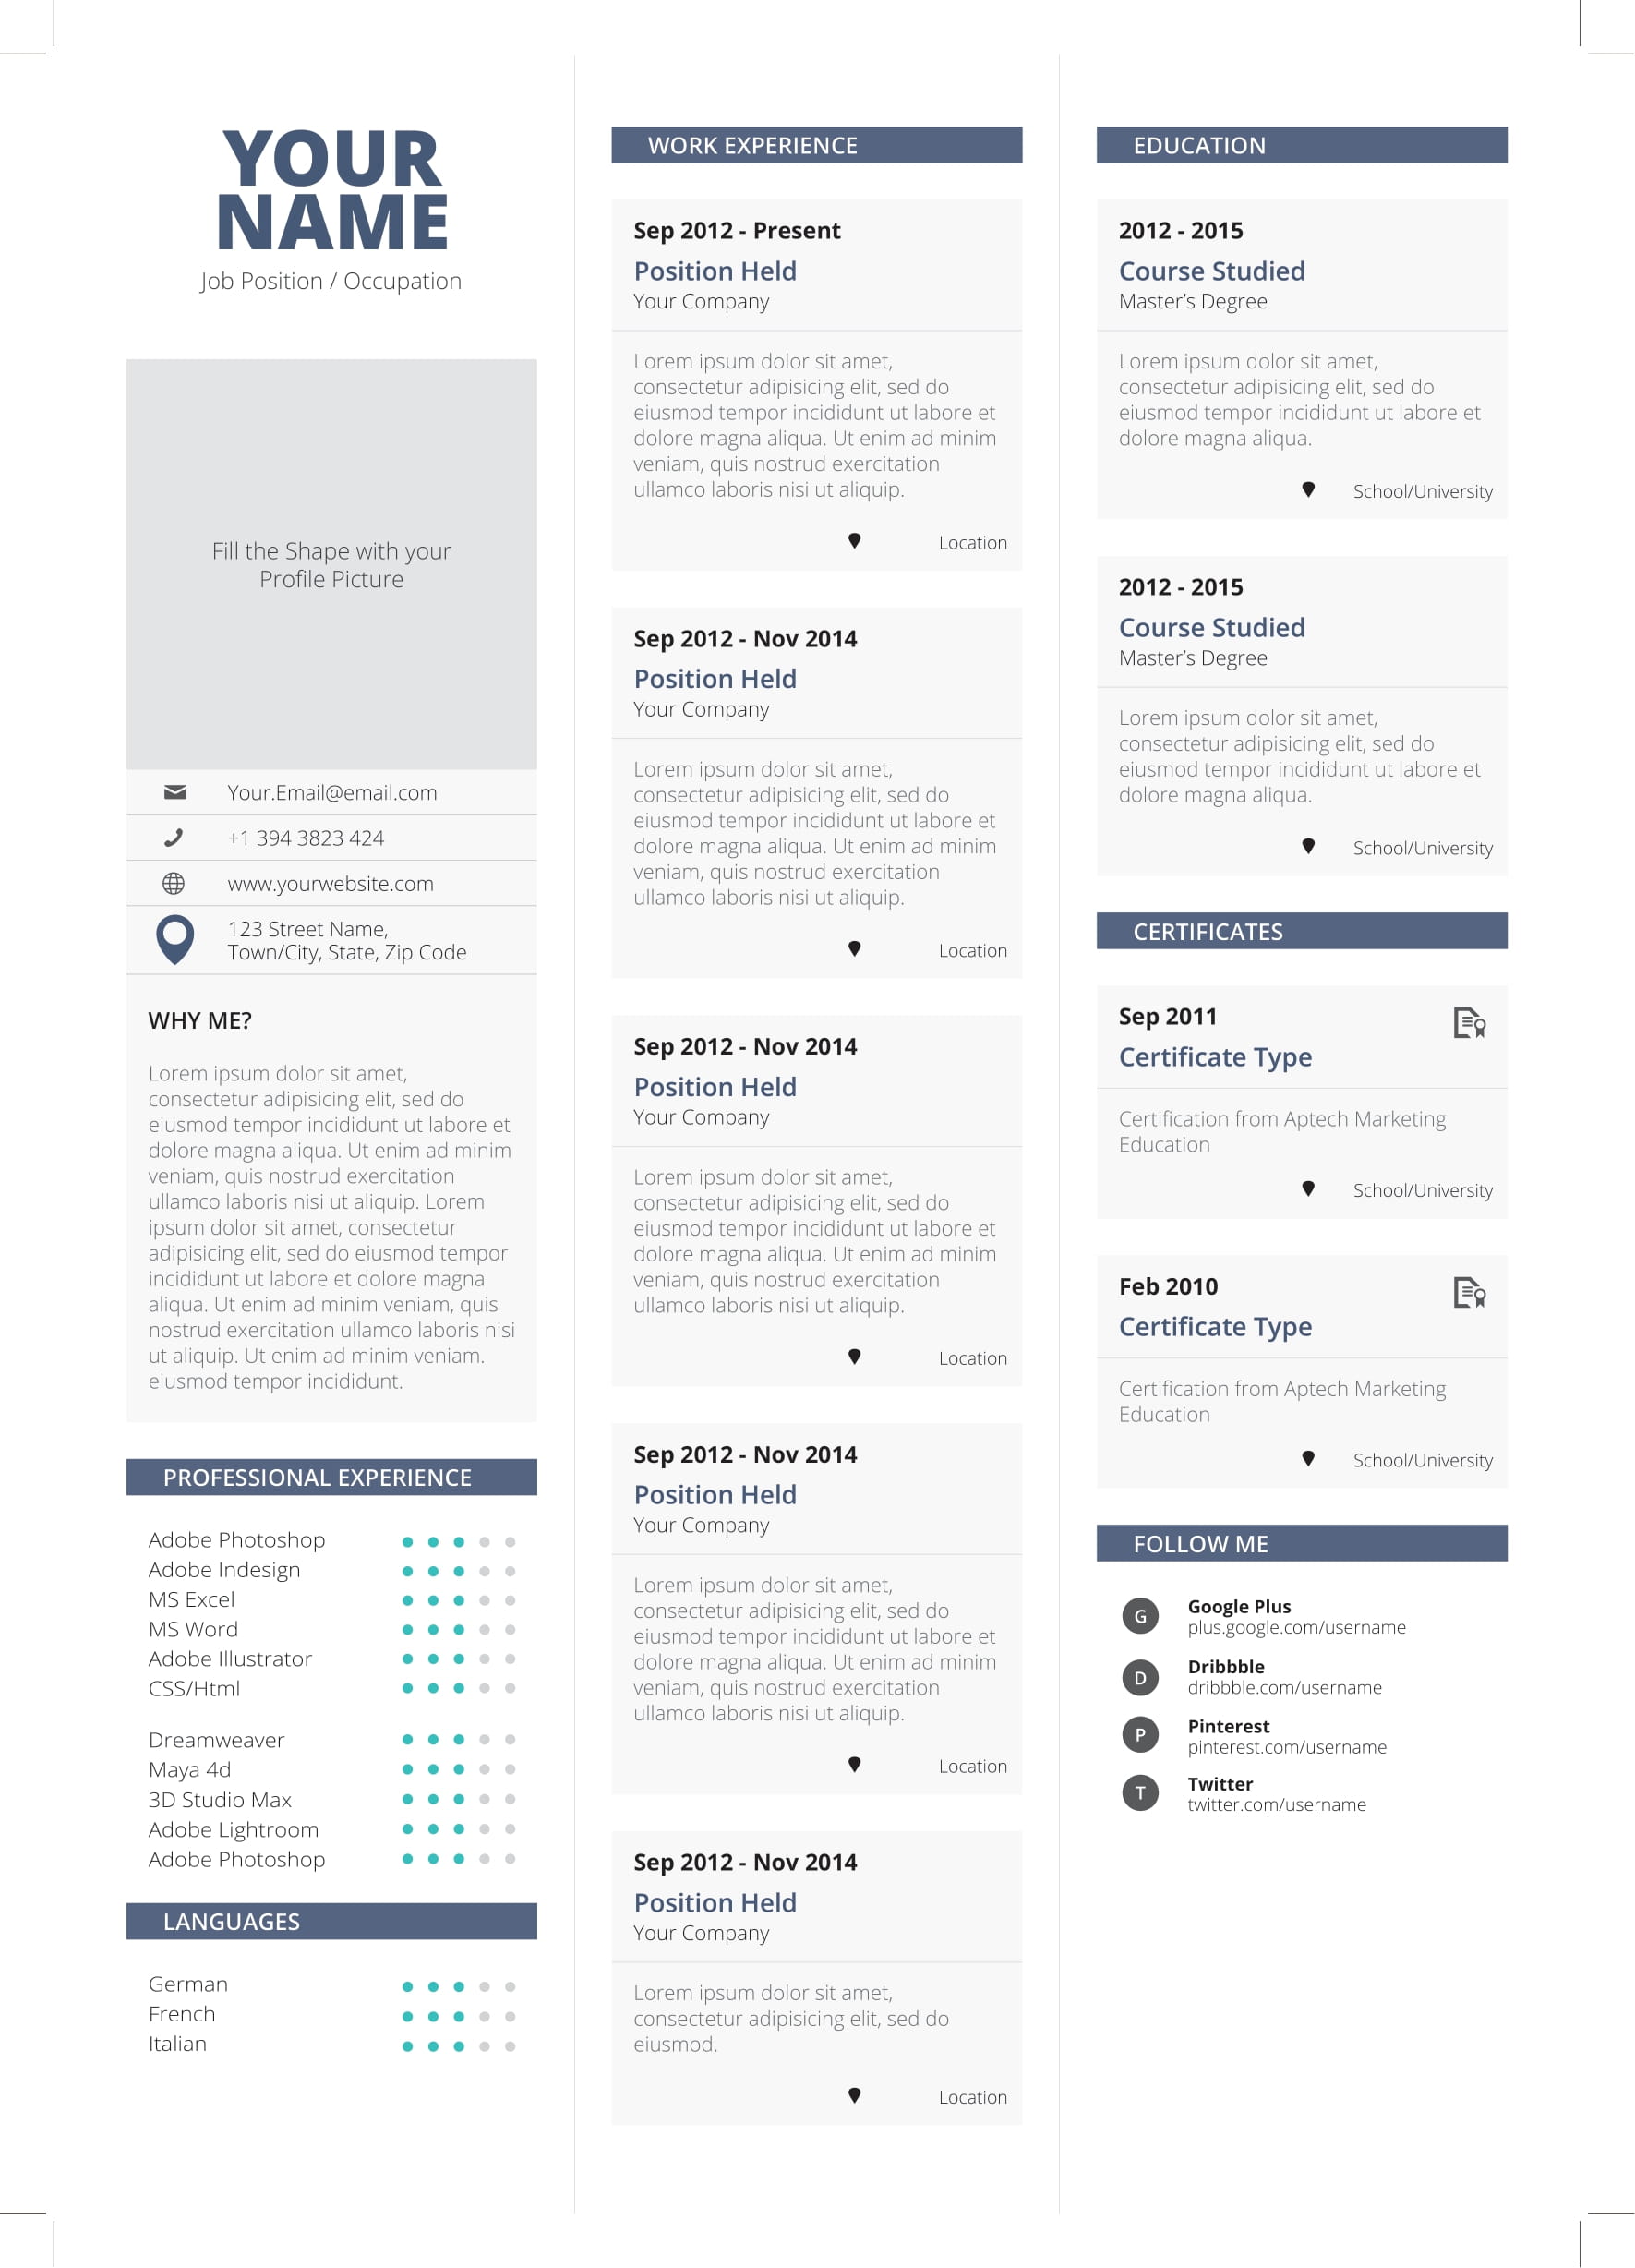 YOUR
NAME
Job Position / Occupation
Fill the Shape with your
Profile Picture
Your.Email@email.com
+1 394 3823 424
www.yourwebsite.com
123 Street Name,
Town/City, State, Zip Code
WHY ME?
Lorem ipsum dolor sit amet,
consectetur adipisicing elit, sed do
eiusmod tempor incididunt ut labore et
dolore magna aliqua. Ut enim ad minim
veniam, quis nostrud exercitation
ullamco laboris nisi ut aliquip. Lorem
ipsum dolor sit amet, consectetur
adipisicing elit, sed do eiusmod tempor
incididunt ut labore et dolore magna
aliqua. Ut enim ad minim veniam, quis
nostrud exercitation ullamco laboris nisi
ut aliquip. Ut enim ad minim veniam.
eiusmod tempor incididunt.
PROFESSIONAL EXPERIENCE
Adobe Photoshop
Adobe Indesign
MS Excel
MS Word
Adobe Illustrator
CSS/Html
Dreamweaver
Maya 4d
3D Studio Max
Adobe Lightroom
Adobe Photoshop
LANGUAGES
German
French
Italian
WORK EXPERIENCE
Sep 2012 - Present
Position Held
Your Company
Lorem ipsum dolor sit amet,
consectetur adipisicing elit, sed do
eiusmod tempor incididunt ut labore et
dolore magna aliqua. Ut enim ad minim
veniam, quis nostrud exercitation
ullamco laboris nisi ut aliquip.
Location
Sep 2012 - Nov 2014
Position Held
Your Company
Lorem ipsum dolor sit amet,
consectetur adipisicing elit, sed do
eiusmod tempor incididunt ut labore et
dolore magna aliqua. Ut enim ad minim
veniam, quis nostrud exercitation
ullamco laboris nisi ut aliquip.
Location
Sep 2012 - Nov 2014
Position Held
Your Company
Lorem ipsum dolor sit amet,
consectetur adipisicing elit, sed do
eiusmod tempor incididunt ut labore et
dolore magna aliqua. Ut enim ad minim
veniam, quis nostrud exercitation
ullamco laboris nisi ut aliquip.
Location
Sep 2012 - Nov 2014
Position Held
Your Company
Lorem ipsum dolor sit amet,
consectetur adipisicing elit, sed do
eiusmod tempor incididunt ut labore et
dolore magna aliqua. Ut enim ad minim
veniam, quis nostrud exercitation
ullamco laboris nisi ut aliquip.
Location
Sep 2012 - Nov 2014
Position Held
Your Company
Lorem ipsum dolor sit amet,
consectetur adipisicing elit, sed do
eiusmod.
Location
EDUCATION
2012 - 2015
Course Studied
Master’s Degree
Lorem ipsum dolor sit amet,
consectetur adipisicing elit, sed do
eiusmod tempor incididunt ut labore et
dolore magna aliqua.
School/University
2012 - 2015
Course Studied
Master’s Degree
Lorem ipsum dolor sit amet,
consectetur adipisicing elit, sed do
eiusmod tempor incididunt ut labore et
dolore magna aliqua.
School/University
CERTIFICATES
Sep 2011
Certificate Type
Certification from Aptech Marketing
Education
School/University
Feb 2010
Certificate Type
Certification from Aptech Marketing
Education
School/University
FOLLOW ME
G Google Plus
plus.google.com/username
D Dribbble
dribbble.com/username
P Pinterest
pinterest.com/username
T Twitter
twitter.com/username